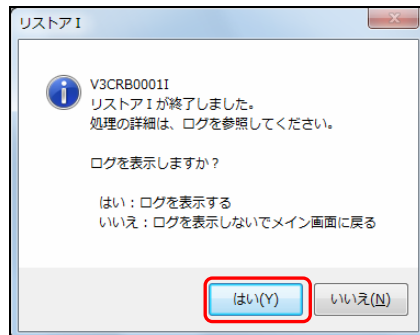 リストアⅠ
V3CRB0001I
リストアⅠが終了しました。
処理の詳細は、ログを参照してください。
ログを表示しますか？
はい：ログを表示する
いいえ：ログを表示しないでメイン画面に戻る
はい(Y)
いいえ(N)